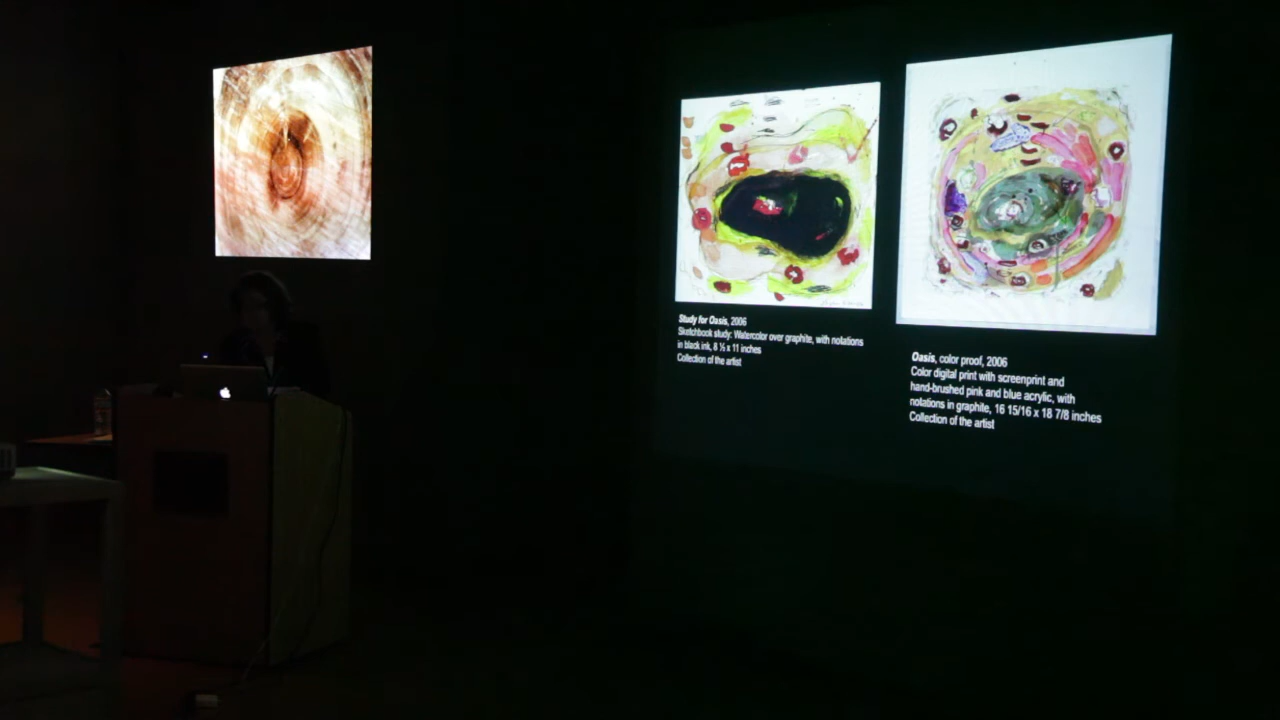 Study for Oasis, 2006
Sketchbook study: Watercolor over graphite, with notations
in black ink, 8 ½ x 11 inches
Collection of the artist
Oasis, color proof, 2006
Color digital print with screenprint and
hand-brushed pink and blue acrylic, with
notations in graphite, 16 15/16 x 18 7/8 inches
Collection of the artist